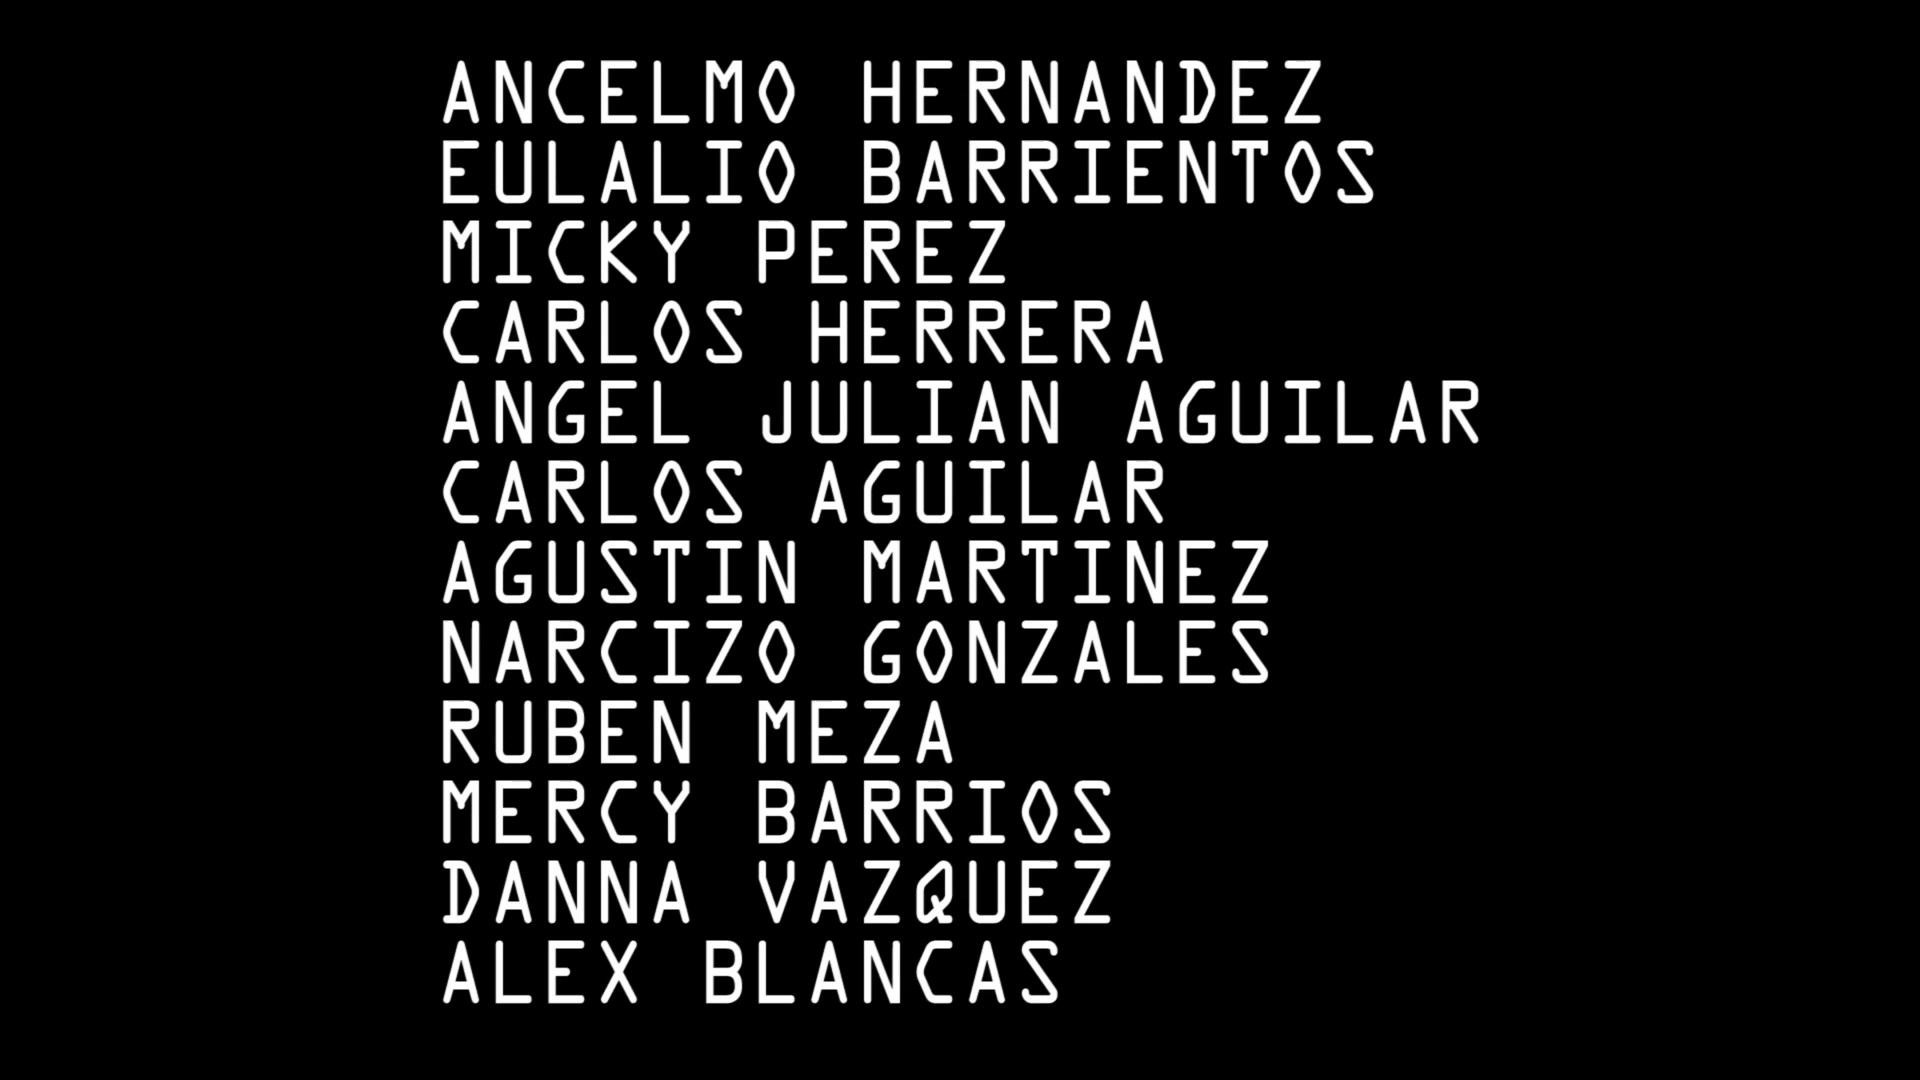 ANCELMO HERNANDEZ
EULALIO BARRIENTOS
MICKY PEREZ
CARLOS HERRERA
ANGEL JULIAN AGUILAR
CARLOS AGUILAR
AGUSTIN MARTINEZ
NARCIZO GONZALES
RUBEN MEZA
MERCY BARRIOS
DANNA VAZQUEZ
ALEX BLANCAS